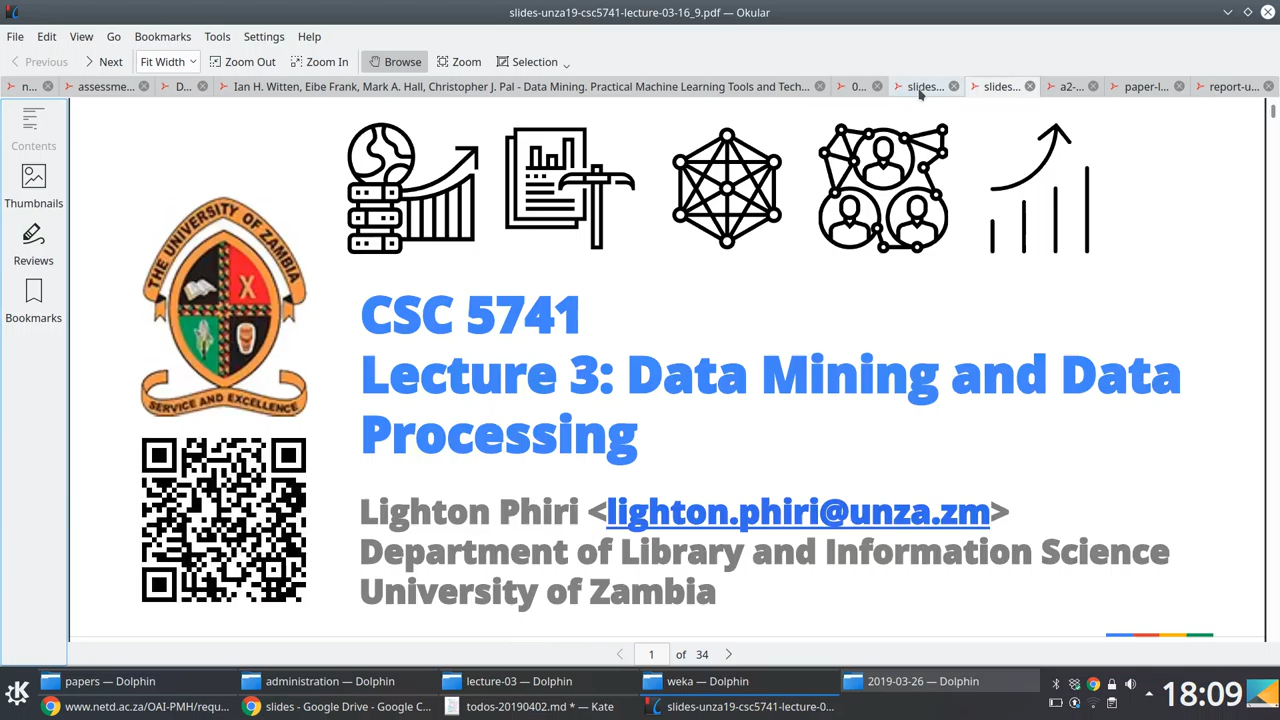 slides-unza19-csc5741-lecture-03-16_9.pdf — Okular
File Edit View Go Bookmarks Tools Settings Help
Previous Next Fit Width Zoom Out Zoom In Browse Zoom Selection
n... assessme... D... Ian H. Witten, Eibe Frank, Mark A. Hall, Christopher J. Pal - Data Mining. Practical Machine Learning Tools and Tech... 0... slides... slides... a2-... paper-l... report-u...
Contents
Thumbnails
Reviews
Bookmarks
THE UNIVERSITY OF ZAMBIA
SERVICE AND EXCELLENCE
CSC 5741
Lecture 3: Data Mining and Data
Processing
Lighton Phiri <lighton.phiri@unza.zm>
Department of Library and Information Science
University of Zambia
1 of 34
papers — Dolphin administration — Dolphin lecture-03 — Dolphin weka — Dolphin 2019-03-26 — Dolphin
www.netd.ac.za/OAI-PMH/requ... slides - Google Drive - Google C... todos-20190402.md * — Kate slides-unza19-csc5741-lecture-0...
18:09